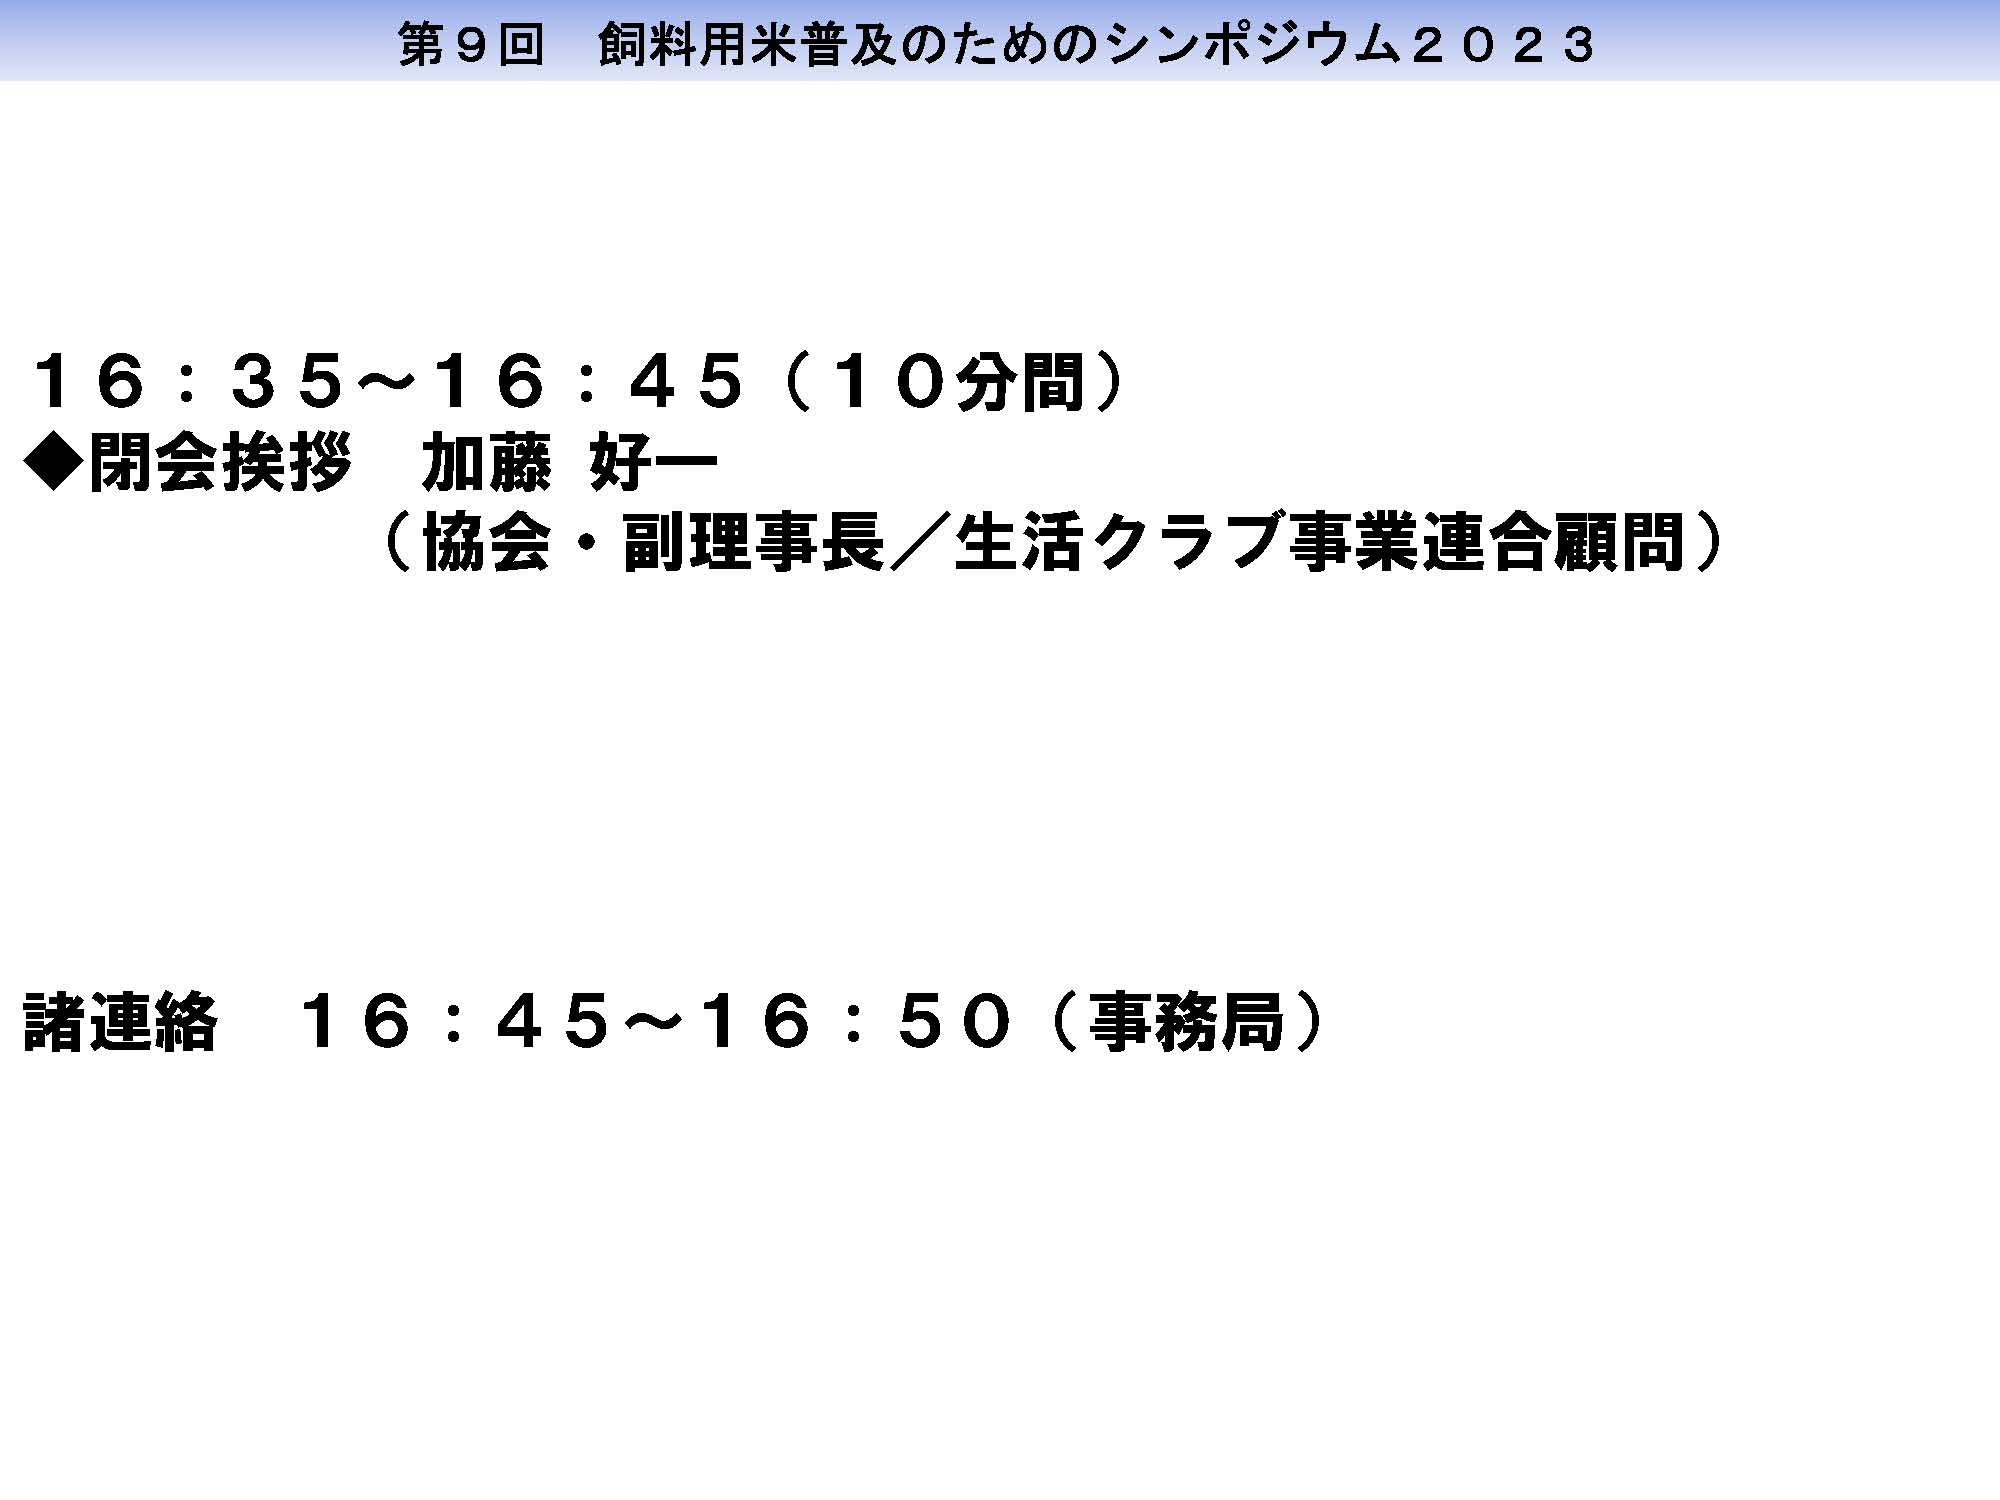 第９回　飼料用米普及のためのシンポジウム２０２３
１６：３５～１６：４５（１０分間）
◆閉会挨拶　加藤 好一
（協会・副理事長／生活クラブ事業連合顧問）
諸連絡　１６：４５～１６：５０（事務局）